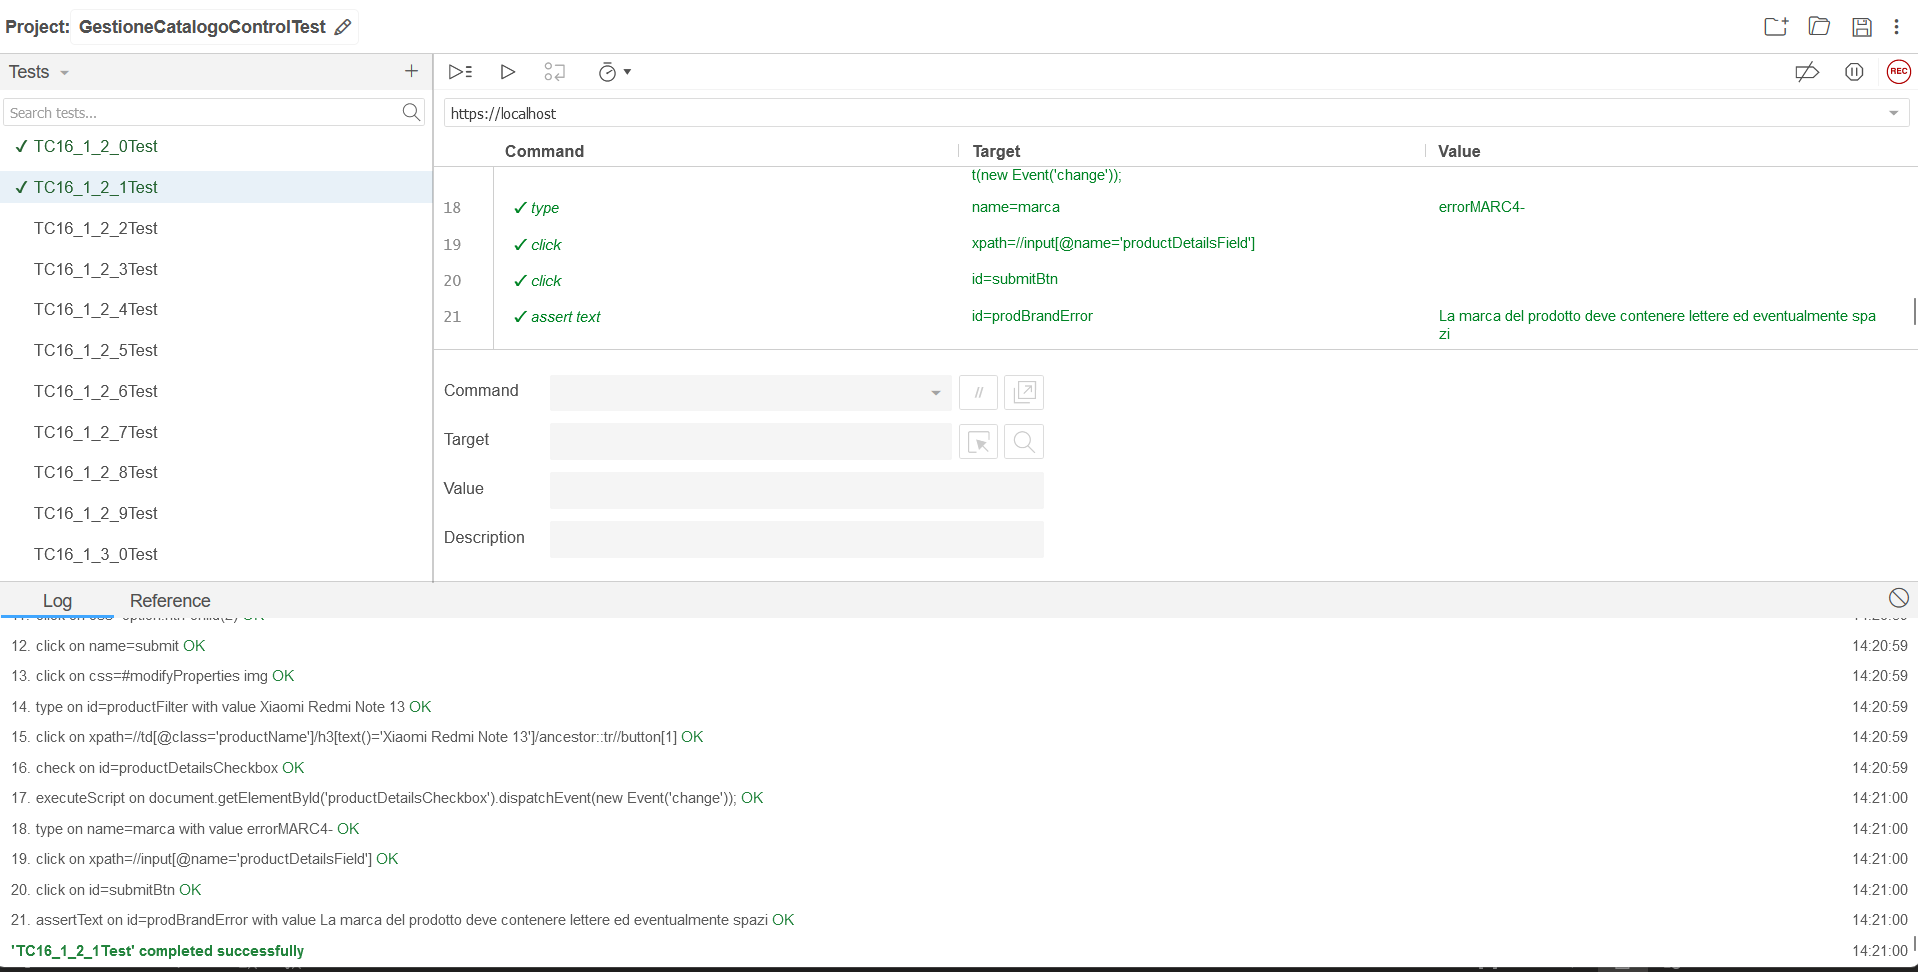 Project: GestioneCatalogoControlTest
Tests
Search tests...
TC16_1_2_0Test
TC16_1_2_1Test
TC16_1_2_2Test
TC16_1_2_3Test
TC16_1_2_4Test
TC16_1_2_5Test
TC16_1_2_6Test
TC16_1_2_7Test
TC16_1_2_8Test
TC16_1_2_9Test
TC16_1_3_0Test
REC
https://localhost
Command Target Value
t(new Event('change'));
18 ✓ type name=marca errorMARC4-
19 ✓ click xpath=//input[@name='productDetailsField']
20 ✓ click id=submitBtn
21 ✓ assert text id=prodBrandError La marca del prodotto deve contenere lettere ed eventualmente spa
zi
Command
//
Target
Value
Description
Log Reference
12. click on name=submit OK 14:20:59
13. click on css=#modifyProperties img OK 14:20:59
14. type on id=productFilter with value Xiaomi Redmi Note 13 OK 14:20:59
15. click on xpath=//td[@class='productName']/h3[text()='Xiaomi Redmi Note 13']/ancestor::tr//button[1] OK 14:20:59
16. check on id=productDetailsCheckbox OK 14:20:59
17. executeScript on document.getElementById('productDetailsCheckbox').dispatchEvent(new Event('change')); OK 14:21:00
18. type on name=marca with value errorMARC4- OK 14:21:00
19. click on xpath=//input[@name='productDetailsField'] OK 14:21:00
20. click on id=submitBtn OK 14:21:00
21. assertText on id=prodBrandError with value La marca del prodotto deve contenere lettere ed eventualmente spazi OK 14:21:00
'TC16_1_2_1Test' completed successfully 14:21:00